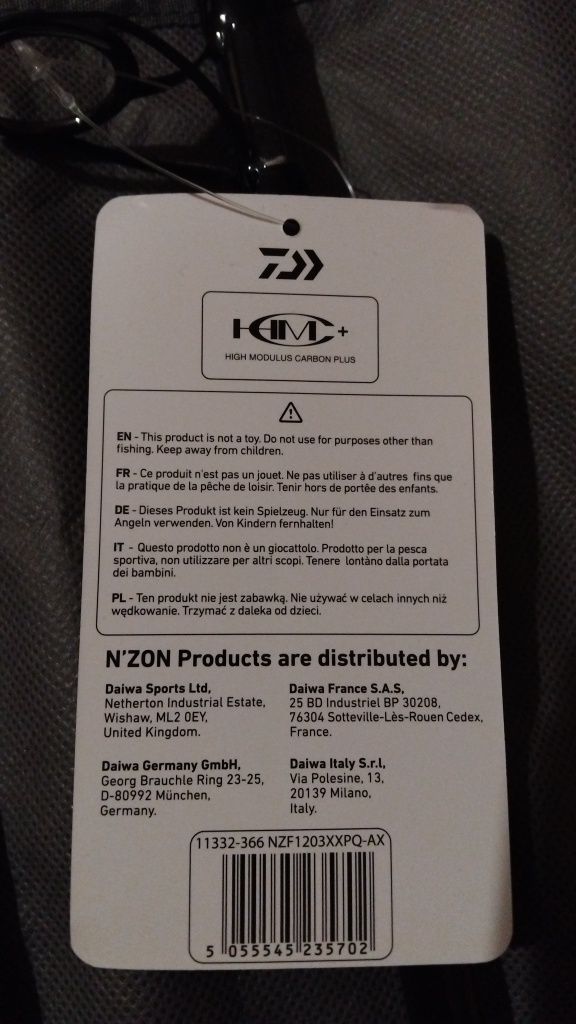 HMC+
HIGH MODULUS CARBON PLUS
EN - This product is not a toy. Do not use for purposes other than
fishing. Keep away from children.
FR - Ce produit n'est pas un jouet. Ne pas utiliser à d'autres fins que
la pratique de la pêche de loisir. Tenir hors de portêe des enfants.
DE - Dieses Produkt ist kein Spielzeug. Nur für den Einsatz zum
Angeln verwenden. Von Kindern fernhalten!
IT - Questo prodotto non è un giocattolo. Prodotto per la pesca
sportiva, non utilizzare per altri scopi. Tenere lontàno dalla portata
dei bambini.
PL - Ten produkt nie jest zabawką. Nie używać w celach innych niż
wędkowanie. Trzymać z daleka od dzieci.
N'ZON Products are distributed by:
Daiwa Sports Ltd,
Netherton Industrial Estate,
Wishaw, ML2 0EY,
United Kingdom.
Daiwa France S.A.S,
25 BD Industriel BP 30208,
76304 Sotteville-Lès-Rouen Cedex,
France.
Daiwa Germany GmbH,
Georg Brauchle Ring 23-25,
D-80992 München,
Germany.
Daiwa Italy S.r.l,
Via Polesine, 13,
20139 Milano,
Italy.
11332-366 NZF1203XXPQ-AX
5 055545 235702